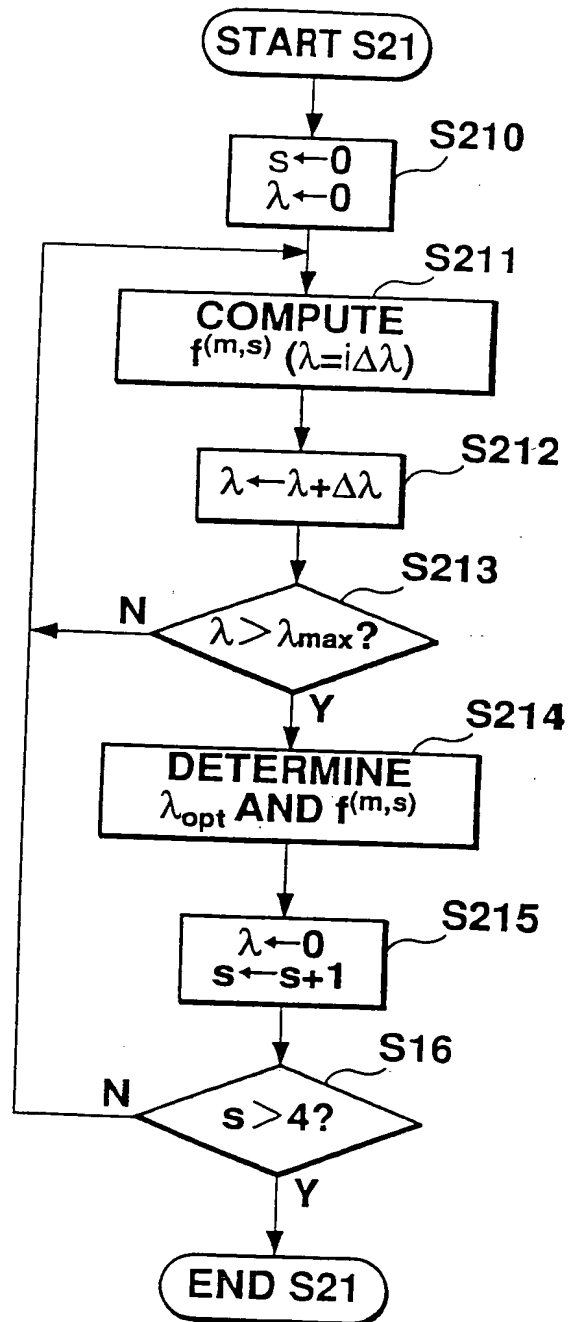 START S21
S210
s←0
λ←0
S211
COMPUTE
f(m,s) (λ=iΔλ)
S212
λ←λ+Δλ
S213
N
λ>λmax?
Y
S214
DETERMINE
λopt AND f(m,s)
S215
λ←0
s←s+1
S16
N
s>4?
Y
END S21